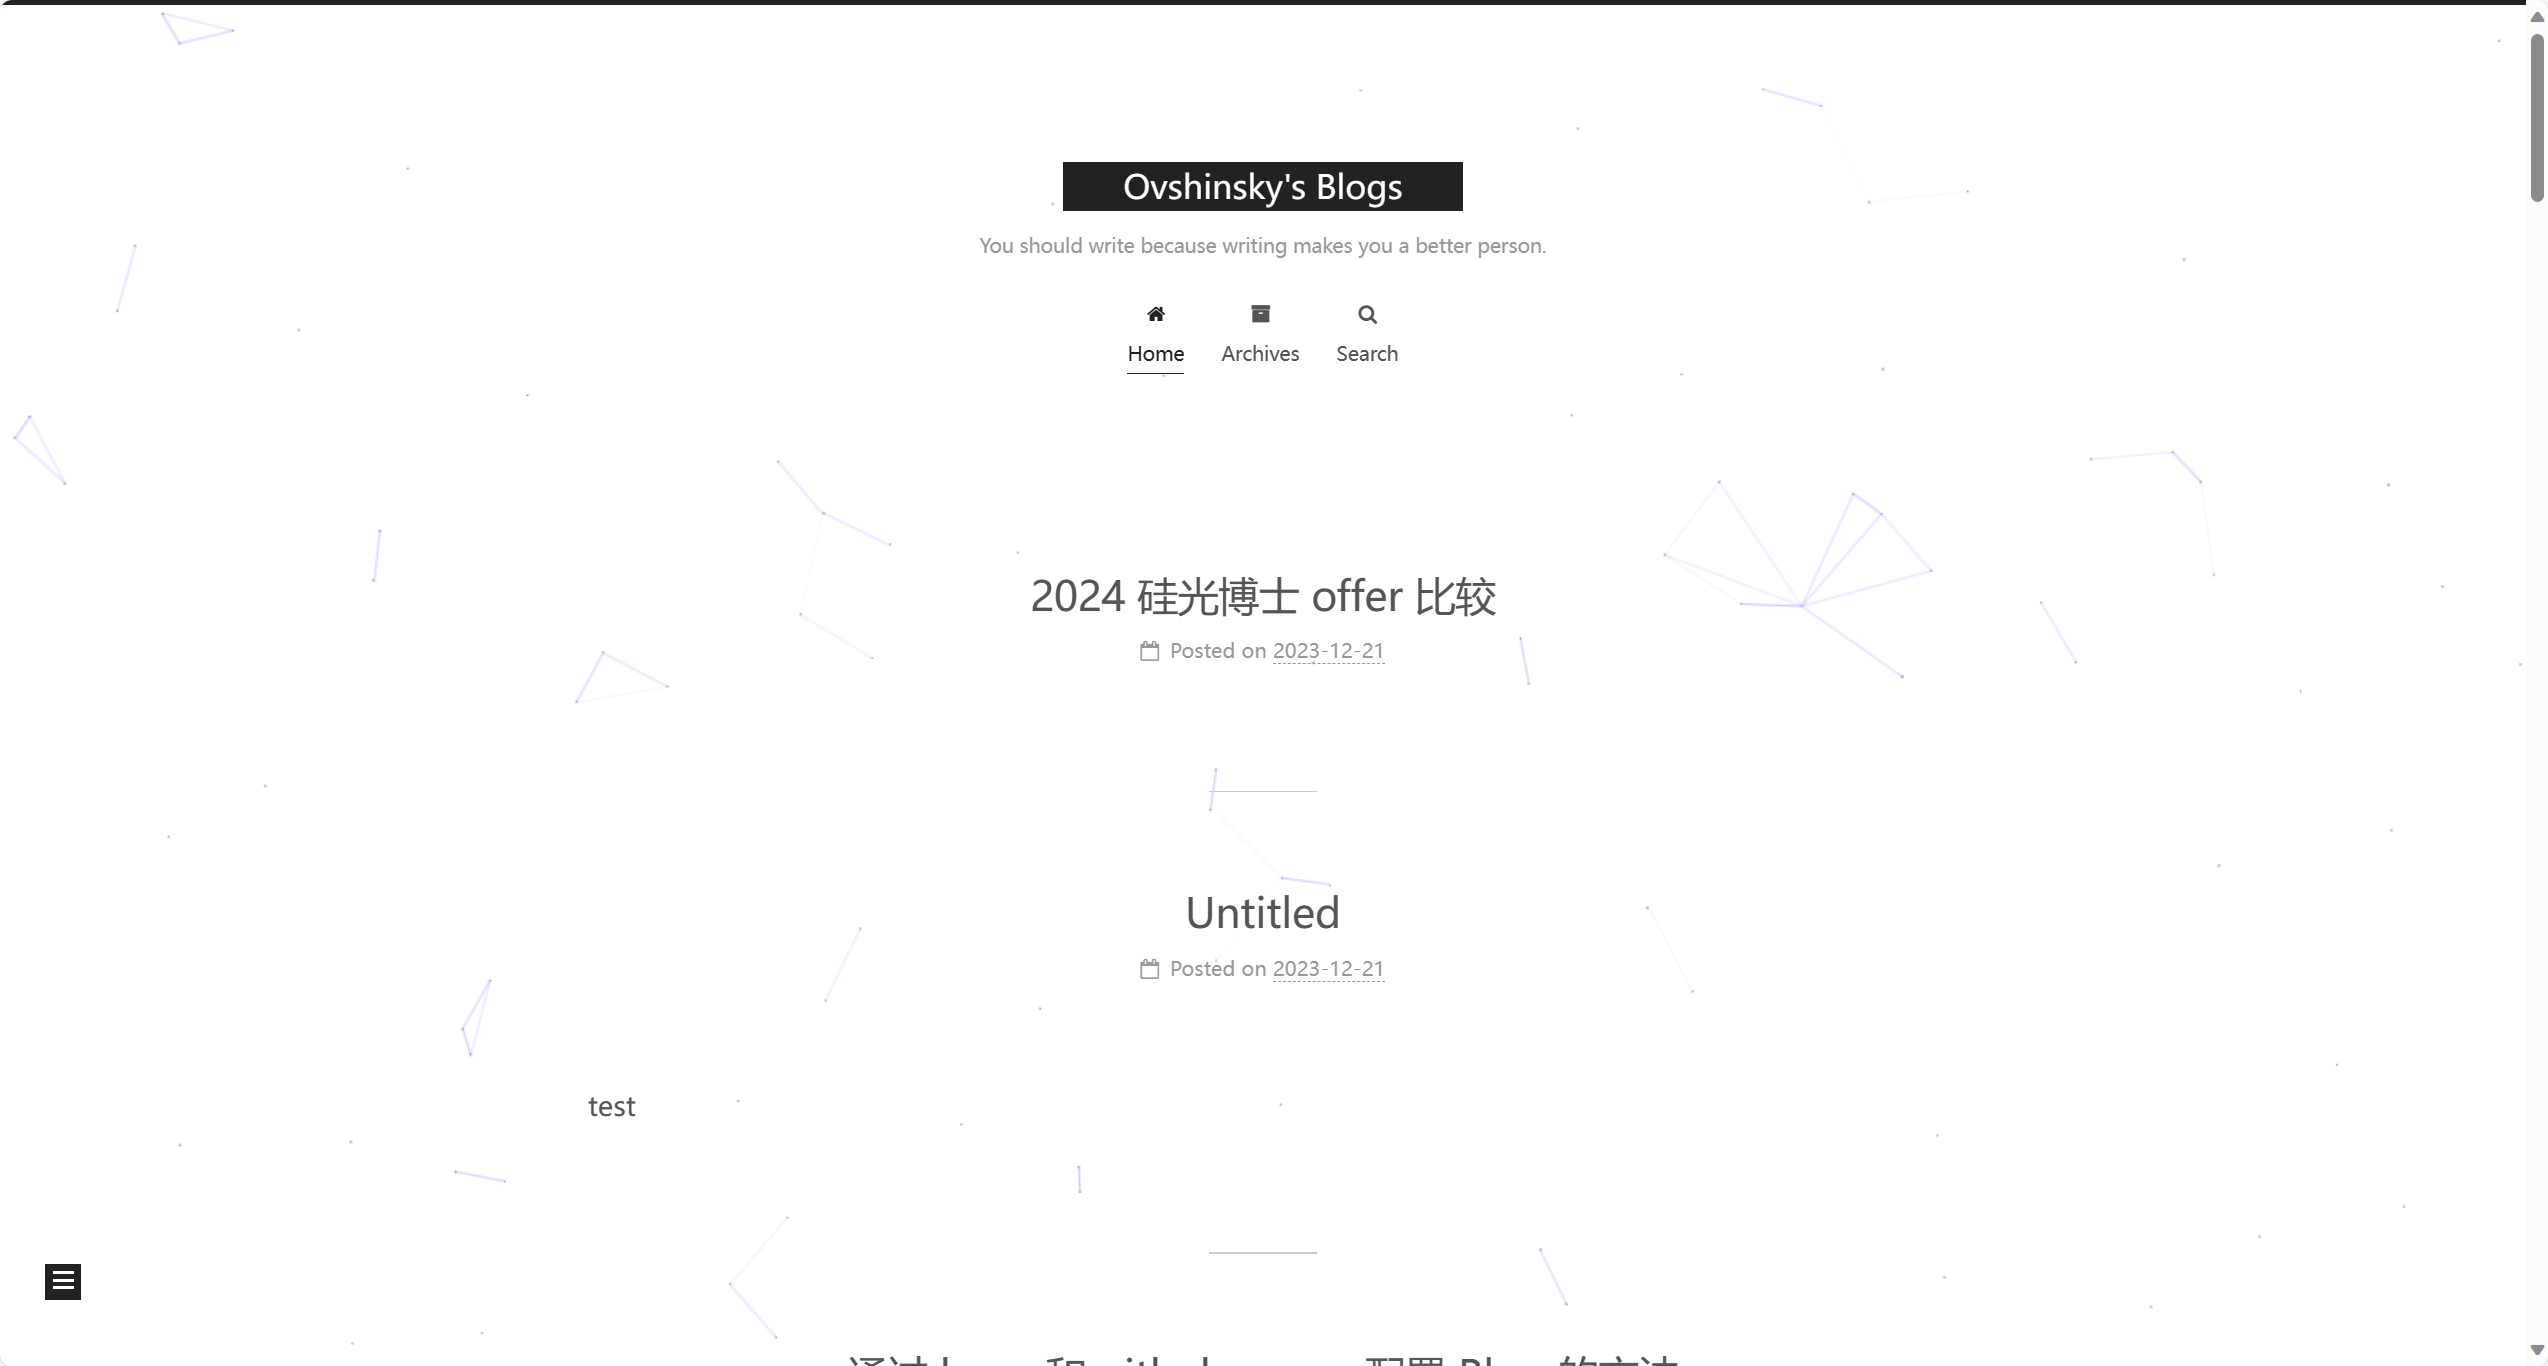 Ovshinsky's Blogs
You should write because writing makes you a better person.
Home Archives Search
2024 硅光博士 offer 比较
Posted on 2023-12-21
Untitled
Posted on 2023-12-21
test